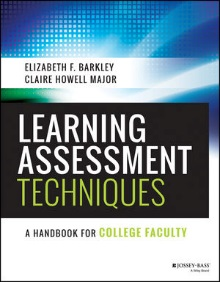 ELIZABETH F. BARKLEY
CLAIRE HOWELL MAJOR
LEARNING
ASSESSMENT
TECHNIQUES
A HANDBOOK FOR COLLEGE FACULTY
JOSSEY-BASS
A Wiley Brand